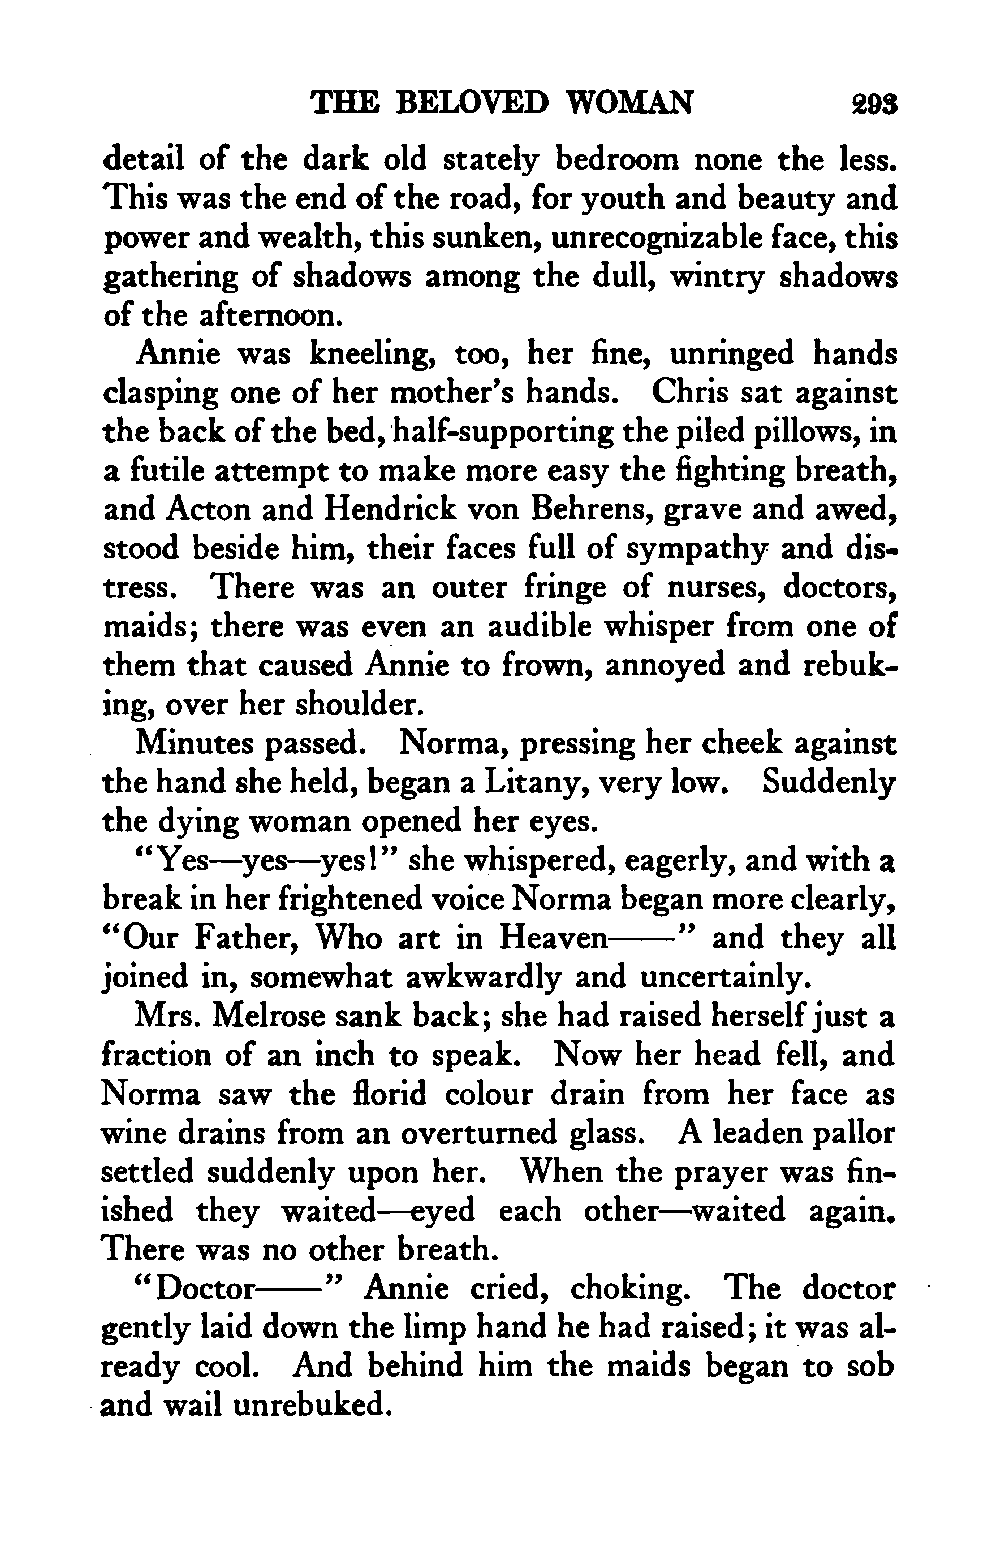 THE BELOVED WOMAN 293
detail of the dark old stately bedroom none the less.
This was the end of the road, for youth and beauty and
power and wealth, this sunken, unrecognizable face, this
gathering of shadows among the dull, wintry shadows
of the afternoon.
Annie was kneeling, too, her fine, unringed hands
clasping one of her mother's hands. Chris sat against
the back of the bed, half-supporting the piled pillows, in
a futile attempt to make more easy the fighting breath,
and Acton and Hendrick von Behrens, grave and awed,
stood beside him, their faces full of sympathy and dis-
tress. There was an outer fringe of nurses, doctors,
maids; there was even an audible whisper from one of
them that caused Annie to frown, annoyed and rebuk-
ing, over her shoulder.
Minutes passed. Norma, pressing her cheek against
the hand she held, began a Litany, very low. Suddenly
the dying woman opened her eyes.
“Yes—yes—yes!” she whispered, eagerly, and with a
break in her frightened voice Norma began more clearly,
“Our Father, Who art in Heaven——” and they all
joined in, somewhat awkwardly and uncertainly.
Mrs. Melrose sank back; she had raised herself just a
fraction of an inch to speak. Now her head fell, and
Norma saw the florid colour drain from her face as
wine drains from an overturned glass. A leaden pallor
settled suddenly upon her. When the prayer was fin-
ished they waited—eyed each other—waited again.
There was no other breath.
“Doctor——” Annie cried, choking. The doctor
gently laid down the limp hand he had raised; it was al-
ready cool. And behind him the maids began to sob
and wail unrebuked.